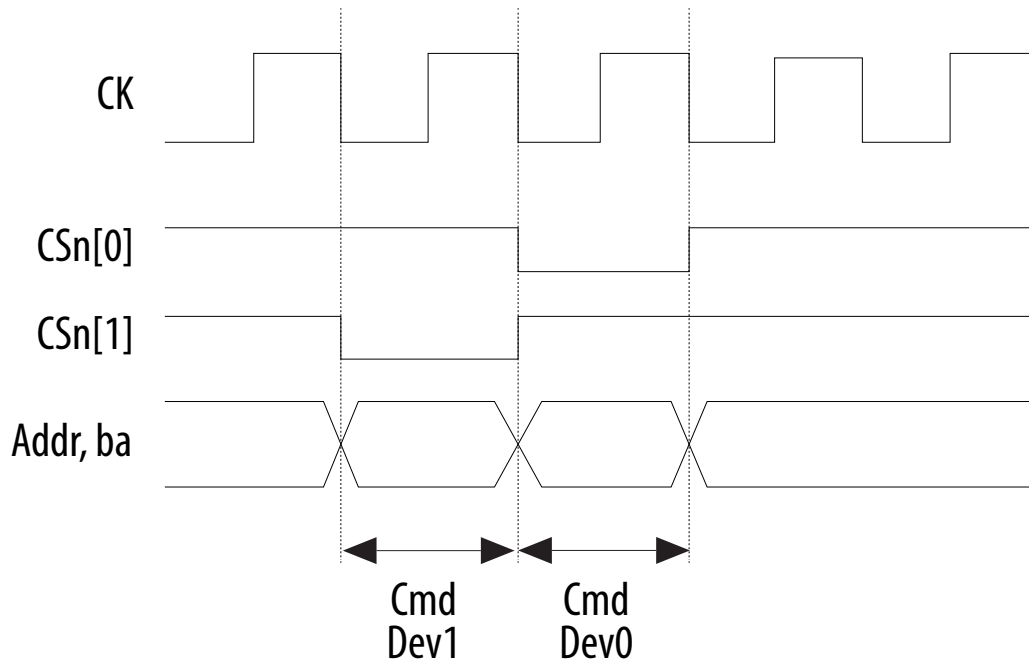 CK
CSn[0]
CSn[1]
Addr, ba
Cmd
Dev1
Cmd
Dev0